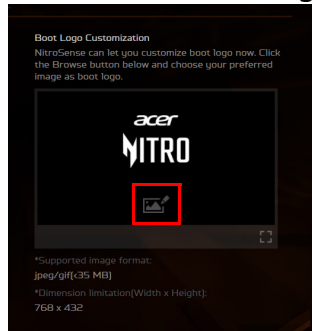 Boot Logo Customization
NitroSense can let you customize boot logo now. Click
the Browse button below and choose your preferred
image as boot logo.
acer
NITRO
*Supported image format:
jpeg/gif(<35 MB)
*Dimension limitation(Width x Height):
768 x 432